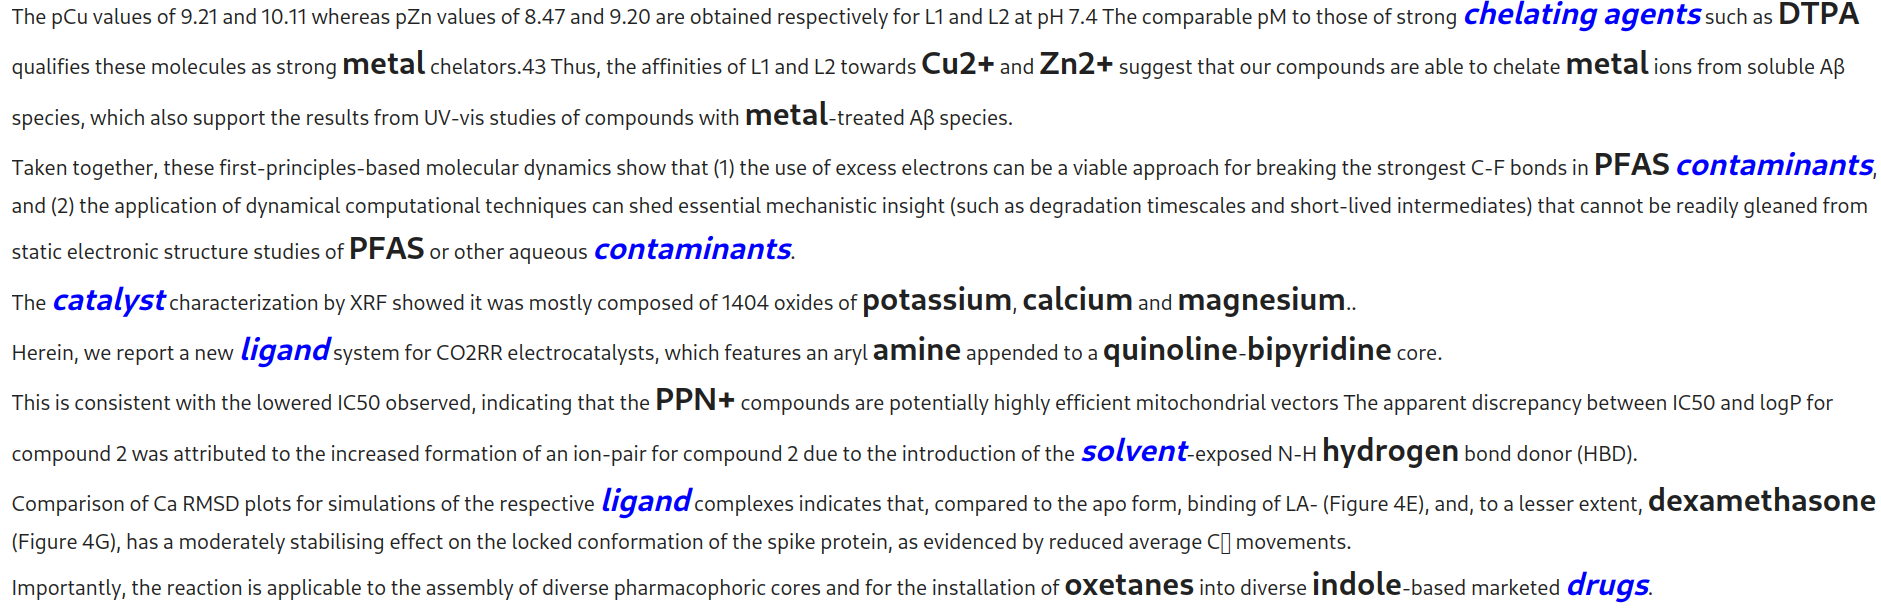 The pCu values of 9.21 and 10.11 whereas pZn values of 8.47 and 9.20 are obtained respectively for L1 and L2 at pH 7.4 The comparable pM to those of strong chelating agents such as DTPA
qualifies these molecules as strong metal chelators.43 Thus, the affinities of L1 and L2 towards Cu2+ and Zn2+ suggest that our compounds are able to chelate metal ions from soluble Aβ
species, which also support the results from UV-vis studies of compounds with metal-treated Aβ species.
Taken together, these first-principles-based molecular dynamics show that (1) the use of excess electrons can be a viable approach for breaking the strongest C-F bonds in PFAS contaminants,
and (2) the application of dynamical computational techniques can shed essential mechanistic insight (such as degradation timescales and short-lived intermediates) that cannot be readily gleaned from
static electronic structure studies of PFAS or other aqueous contaminants.
The catalyst characterization by XRF showed it was mostly composed of 1404 oxides of potassium, calcium and magnesium..
Herein, we report a new ligand system for CO2RR electrocatalysts, which features an aryl amine appended to a quinoline-bipyridine core.
This is consistent with the lowered IC50 observed, indicating that the PPN+ compounds are potentially highly efficient mitochondrial vectors The apparent discrepancy between IC50 and logP for
compound 2 was attributed to the increased formation of an ion-pair for compound 2 due to the introduction of the solvent-exposed N-H hydrogen bond donor (HBD).
Comparison of Ca RMSD plots for simulations of the respective ligand complexes indicates that, compared to the apo form, binding of LA- (Figure 4E), and, to a lesser extent, dexamethasone
(Figure 4G), has a moderately stabilising effect on the locked conformation of the spike protein, as evidenced by reduced average C▯ movements.
Importantly, the reaction is applicable to the assembly of diverse pharmacophoric cores and for the installation of oxetanes into diverse indole-based marketed drugs.